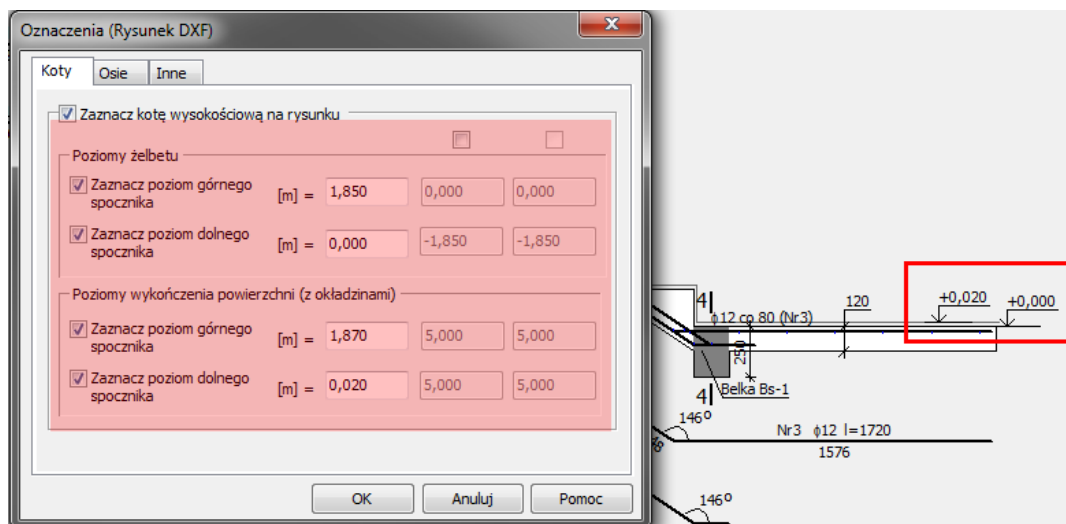 Oznaczenia (Rysunek DXF)
Koty Osie Inne
Zaznacz kotę wysokościową na rysunku
Poziomy żelbetu
Zaznacz poziom górnego
spocznika
[m] = 1,850 0,000 0,000
Zaznacz poziom dolnego
spocznika
[m] = 0,000 -1,850 -1,850
Poziomy wykończenia powierzchni (z okładzinami)
Zaznacz poziom górnego
spocznika
[m] = 1,870 5,000 5,000
Zaznacz poziom dolnego
spocznika
[m] = 0,020 5,000 5,000
OK Anuluj Pomoc
+0,020 +0,000
4 120
ϕ12 co 80 (Nr3)
250
Belka Bs-1
4
146°
Nr3 ϕ12 l=1720
1576
146°